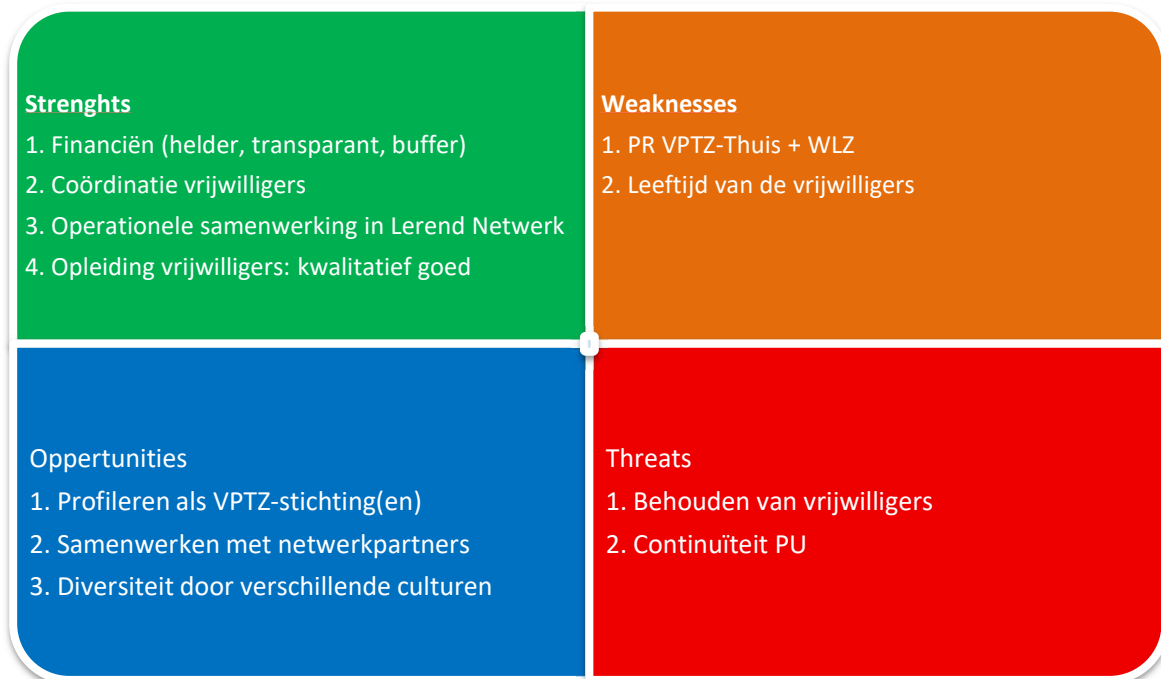 Strenghts
1. Financiën (helder, transparant, buffer)
2. Coördinatie vrijwilligers
3. Operationele samenwerking in Lerend Netwerk
4. Opleiding vrijwilligers: kwalitatief goed
Weaknesses
1. PR VPTZ-Thuis + WLZ
2. Leeftijd van de vrijwilligers
Oppertunities
1. Profileren als VPTZ-stichting(en)
2. Samenwerken met netwerkpartners
3. Diversiteit door verschillende culturen
Threats
1. Behouden van vrijwilligers
2. Continuïteit PU